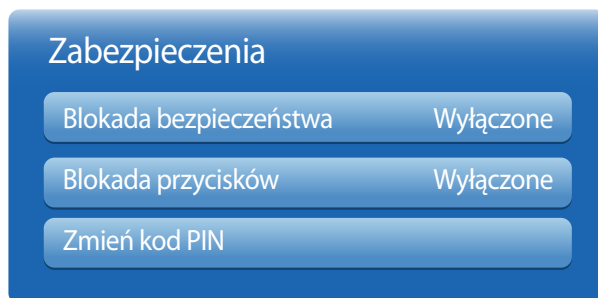 Zabezpieczenia
Blokada bezpieczeństwa Wyłączone
Blokada przycisków Wyłączone
Zmień kod PIN